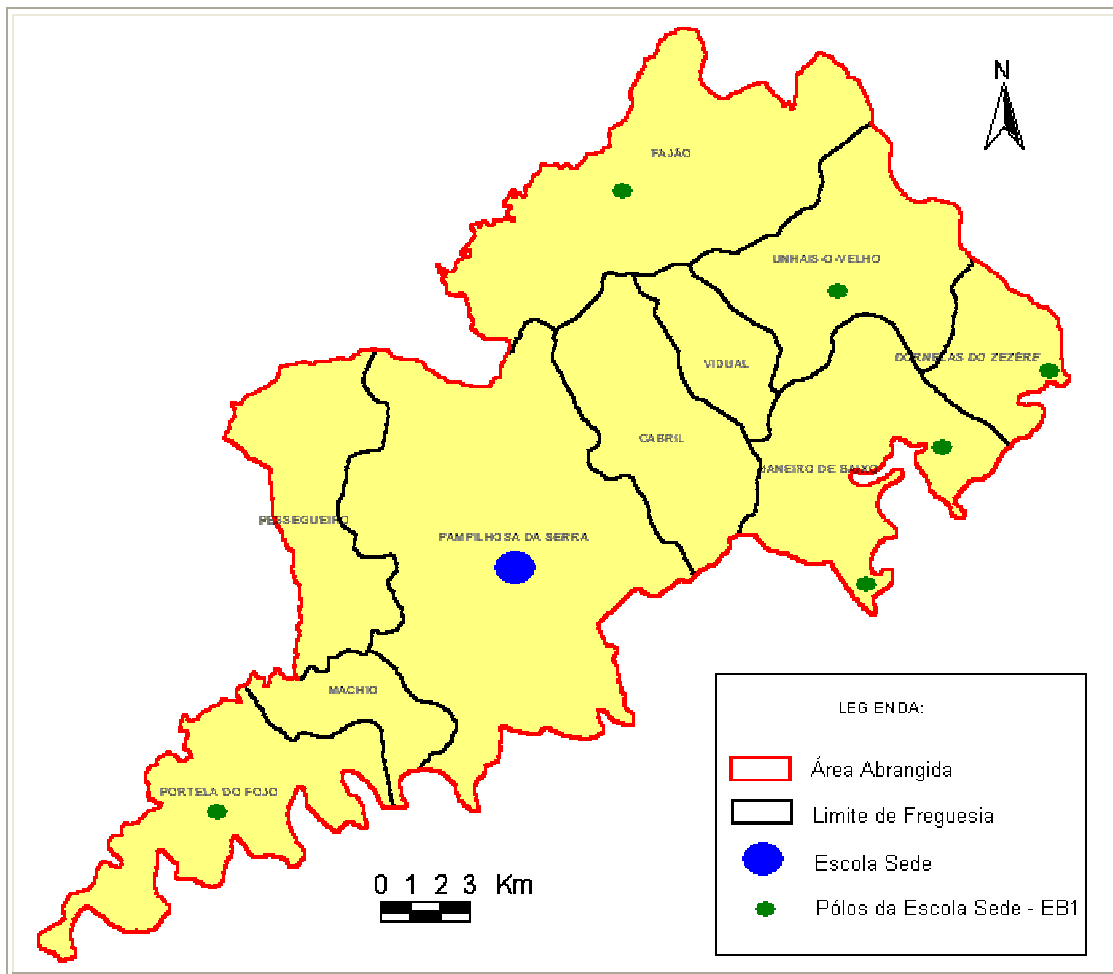 N
FAJÃO
UNHAIS-O-VELHO
DORNELAS DO ZEZÊRE
VIDUAL
CABRIL
JANEIRO DE BAIXO
PESSEGUEIRO
PAMPILHOSA DA SERRA
MACHIO
PORTELA DO FOJO
0 1 2 3 Km
LEGENDA:
Área Abrangida
Limite de Freguesia
Escola Sede
Pólos da Escola Sede - EB1